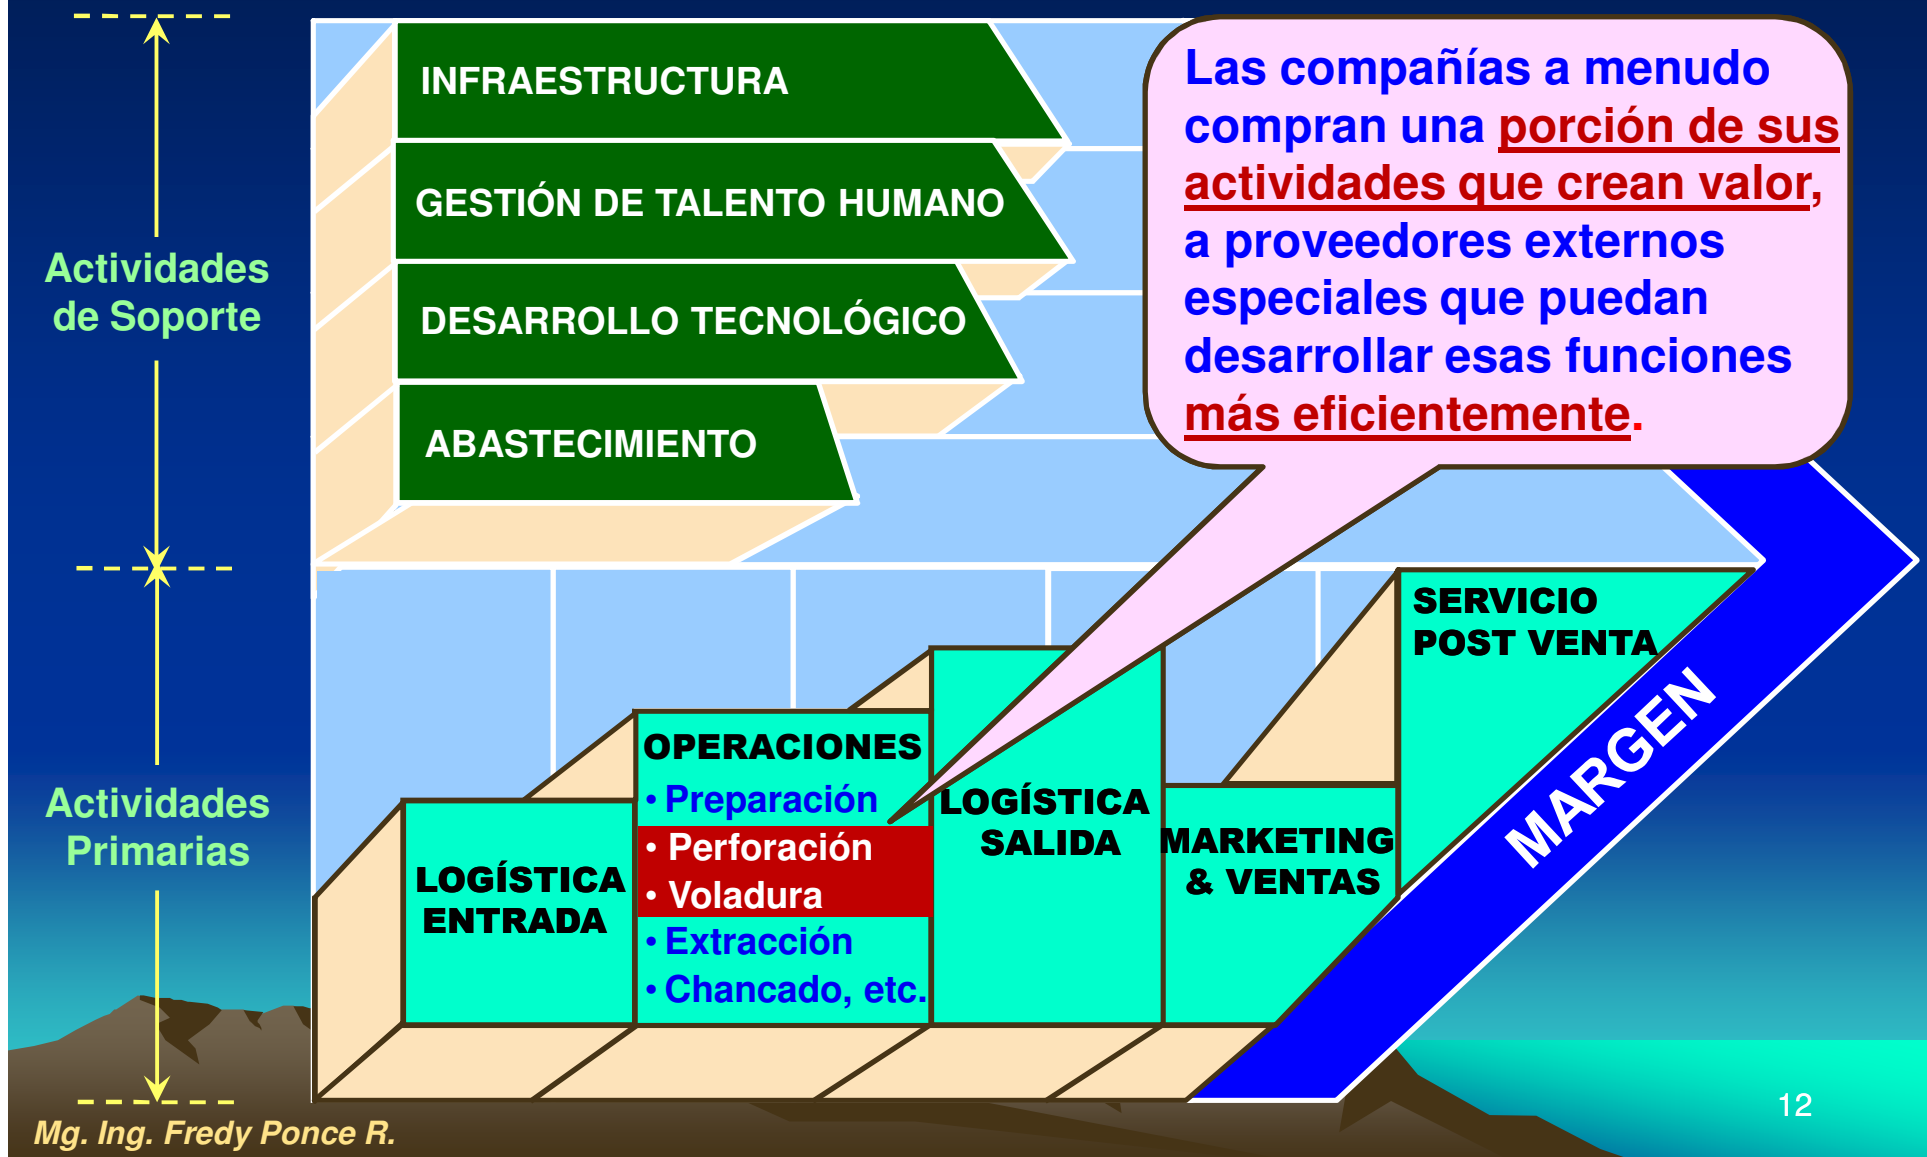 Actividades
de Soporte
INFRAESTRUCTURA
GESTIÓN DE TALENTO HUMANO
DESARROLLO TECNOLÓGICO
ABASTECIMIENTO
Las compañías a menudo
compran una porción de sus
actividades que crean valor,
a proveedores externos
especiales que puedan
desarrollar esas funciones
más eficientemente.
Actividades
Primarias
LOGÍSTICA
ENTRADA
OPERACIONES
• Preparación
• Perforación
• Voladura
• Extracción
• Chancado, etc.
LOGÍSTICA
SALIDA
MARKETING
& VENTAS
SERVICIO
POST VENTA
MARGEN
Mg. Ing. Fredy Ponce R.
12